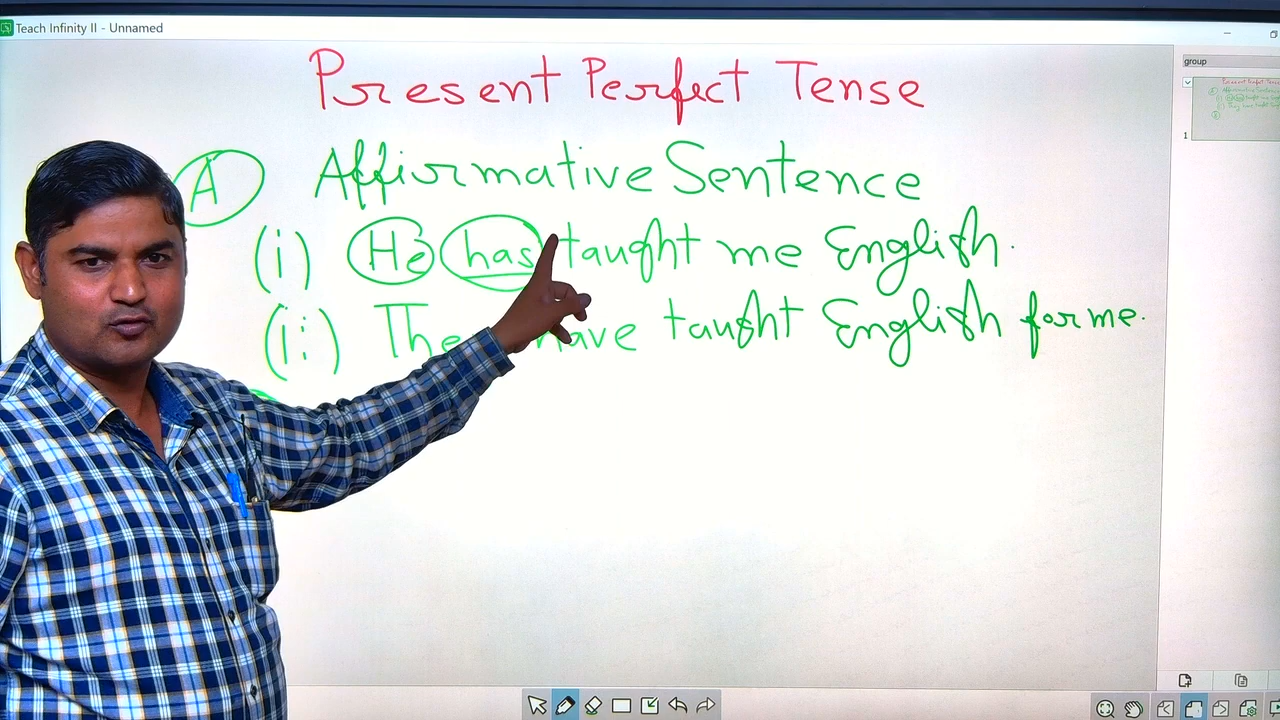 Teach Infinity II - Unnamed
group
Present Perfect Tense
A Affirmative Sentence
(i) He has taught me English.
(ii) have taught English for me.
1